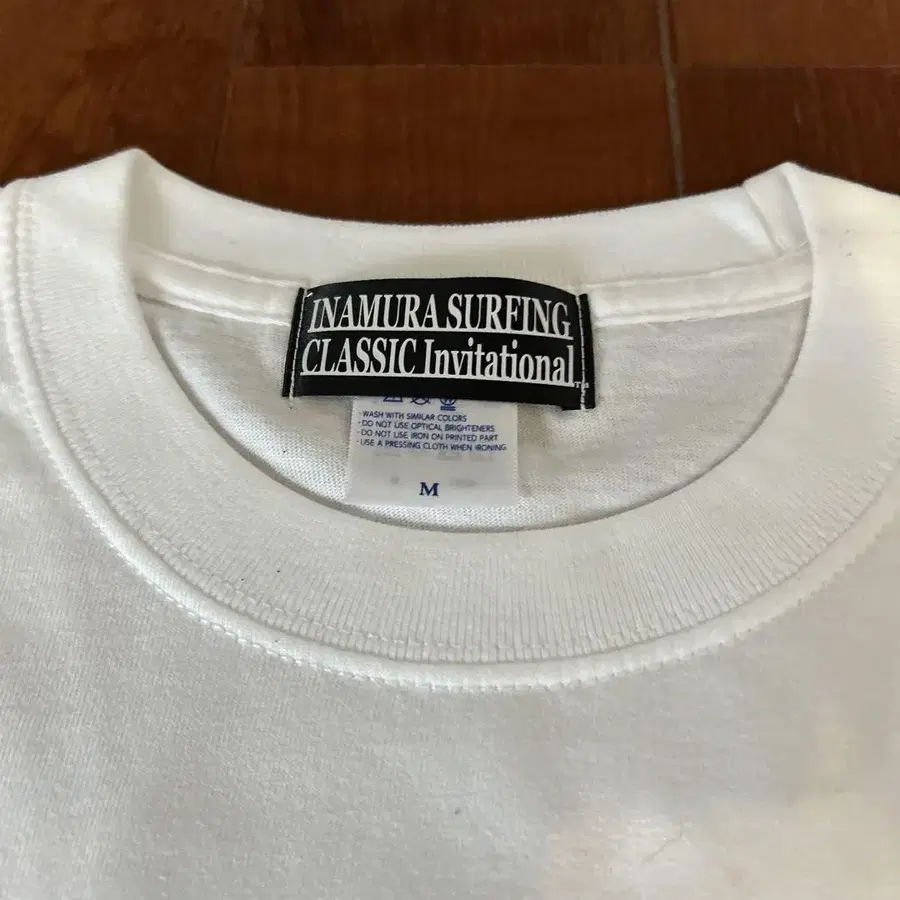 INAMURA SURFING
CLASSIC Invitational™
·WASH WITH SIMILAR COLORS
·DO NOT USE OPTICAL BRIGHTENERS
·DO NOT USE IRON ON PRINTED PART
·USE A PRESSING CLOTH WHEN IRONING
M